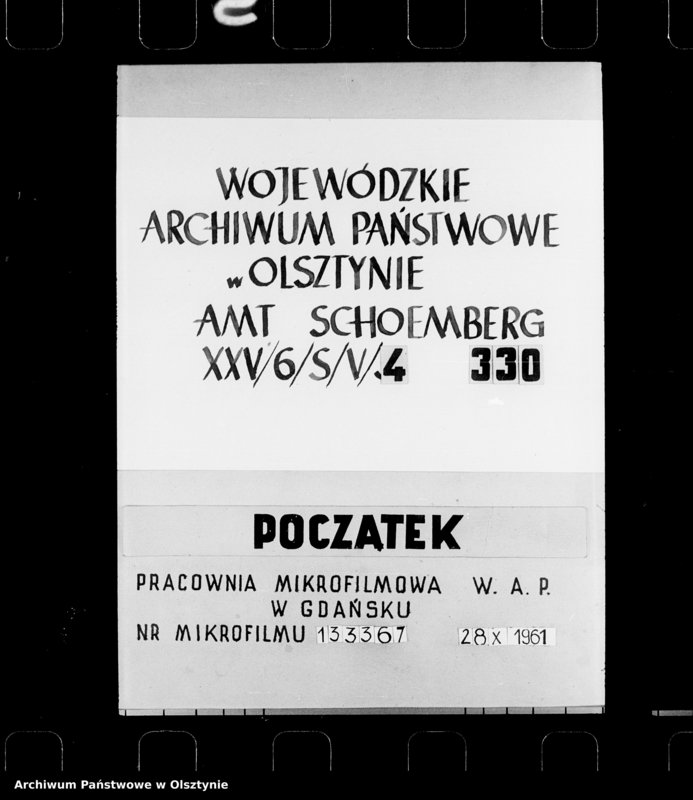 WOJEWÓDZKIE
ARCHIWUM PAŃSTWOWE
w OLSZTYNIE
AMT SCHOEMBERG
XXV/6/S/V/.4 330
POCZĄTEK
PRACOWNIA MIKROFILMOWA W. A. P.
W GDAŃSKU
NR MIKROFILMU 133367 28 X 1961
Archiwum Państwowe w Olsztynie